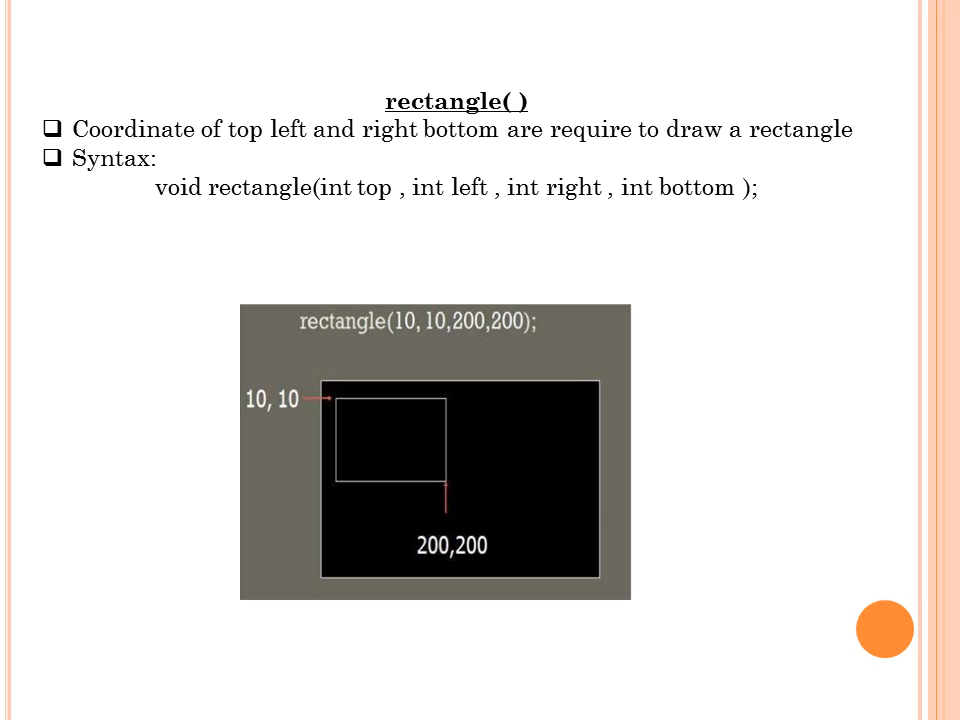 rectangle( )
Coordinate of top left and right bottom are require to draw a rectangle
Syntax:
void rectangle(int top , int left , int right , int bottom );
rectangle(10, 10,200,200);
10, 10
200,200